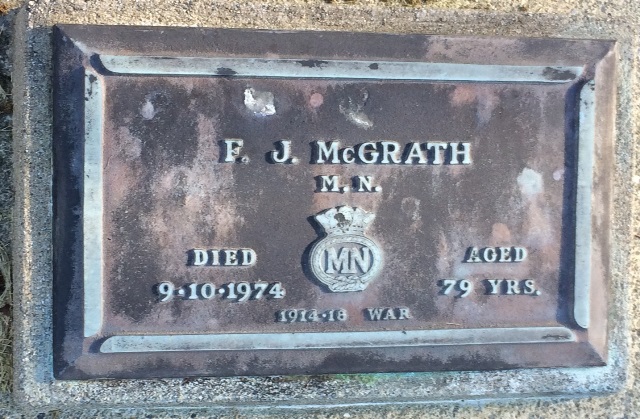 F. J. McGRATH
M. N.
MN
DIED AGED
9·10·1974 79 YRS.
1914·18 WAR